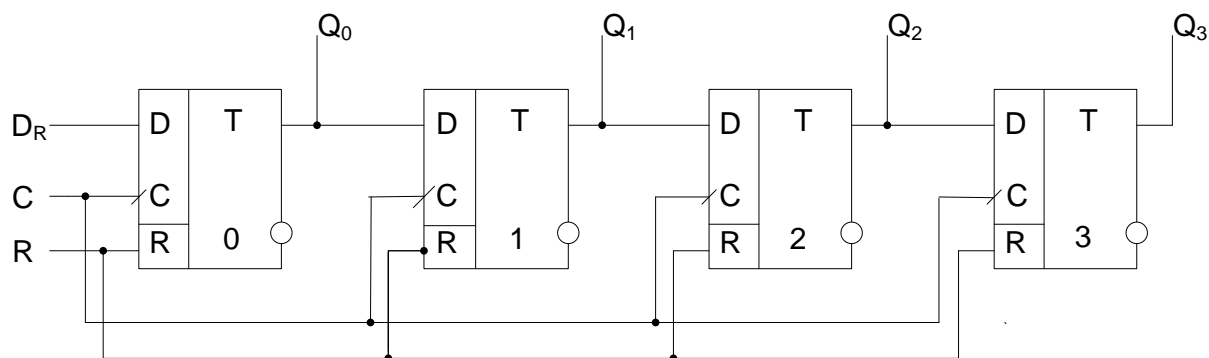 Q0 Q1 Q2 Q3
DR D T D T D T D T
C C C C C
R R 0 R 1 R 2 R 3